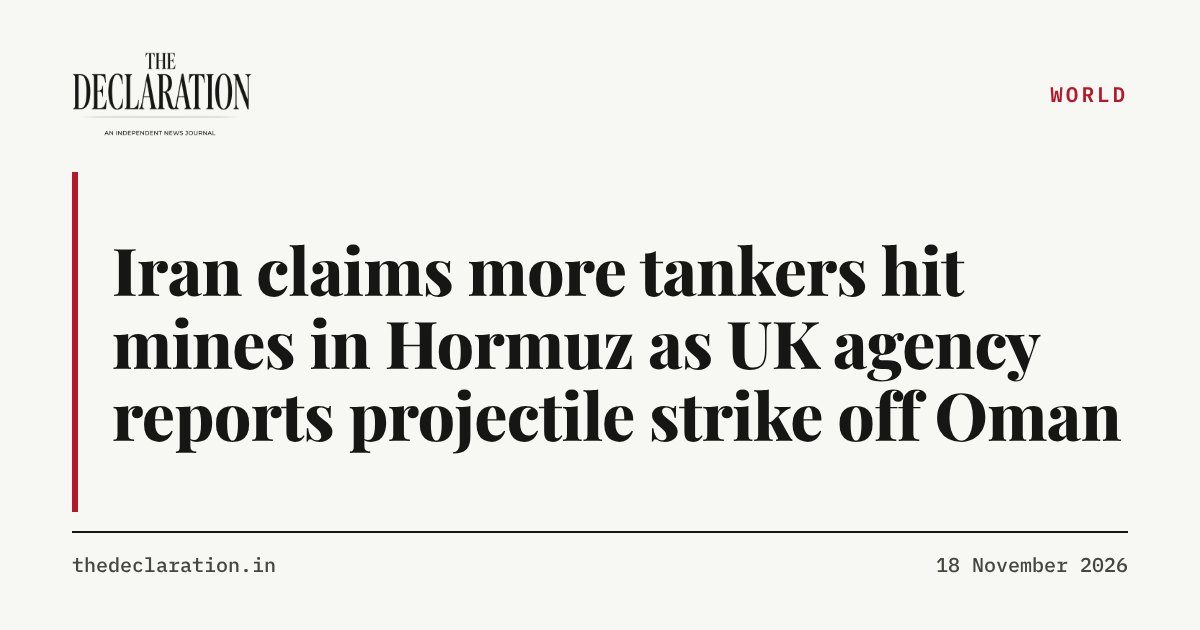 THE
DECLARATION
AN INDEPENDENT NEWS JOURNAL
WORLD
Iran claims more tankers hit
mines in Hormuz as UK agency
reports projectile strike off Oman
thedeclaration.in
18 November 2026